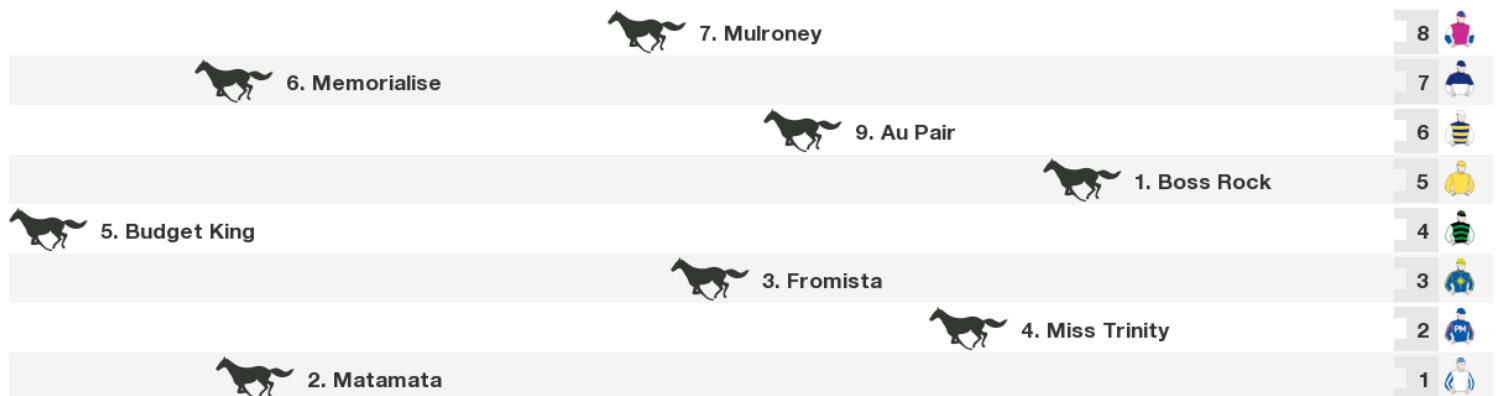 7. Mulroney 8
6. Memorialise 7
9. Au Pair 6
1. Boss Rock 5
5. Budget King 4
3. Fromista 3
4. Miss Trinity 2
PM
2. Matamata 1